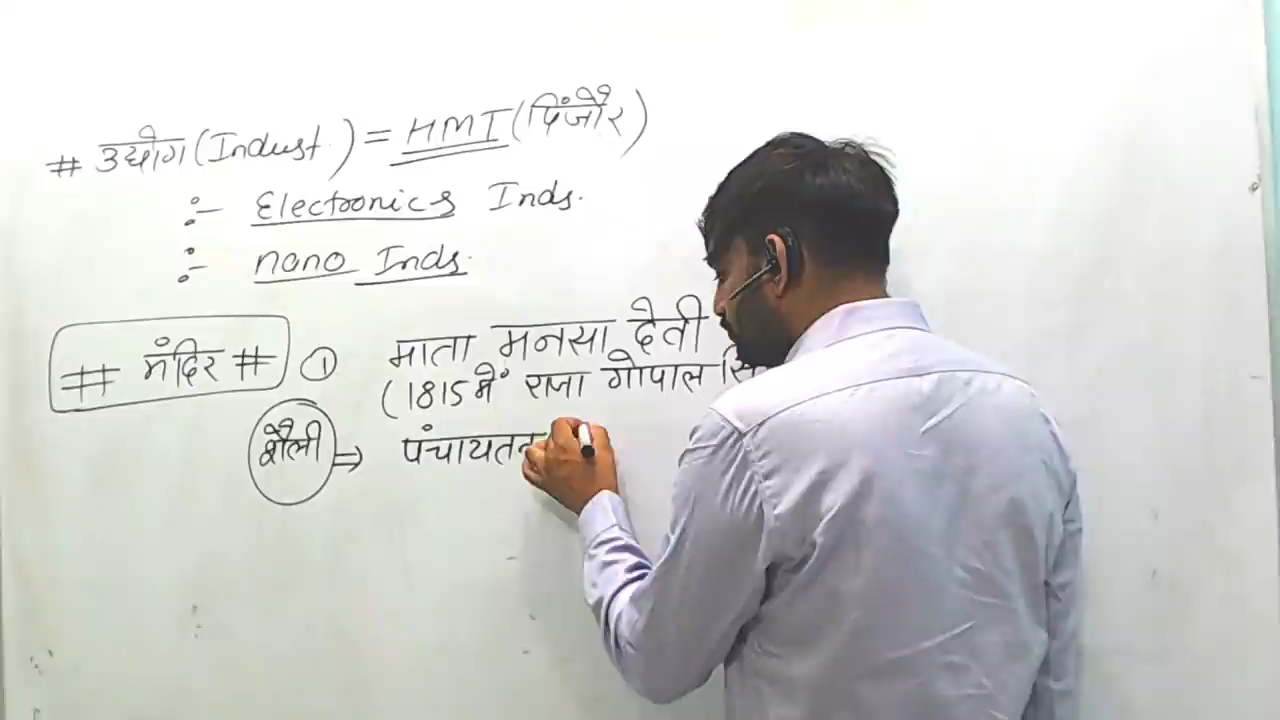 # उद्योग (Indust.) = HMT (पिंजौर)
:- Electronics Inds.
:- nano Inds.
# मंदिर # ① माता मनसा देवी
(1815 में राजा गोपाल सि
शैली ⇒ पंचायतन